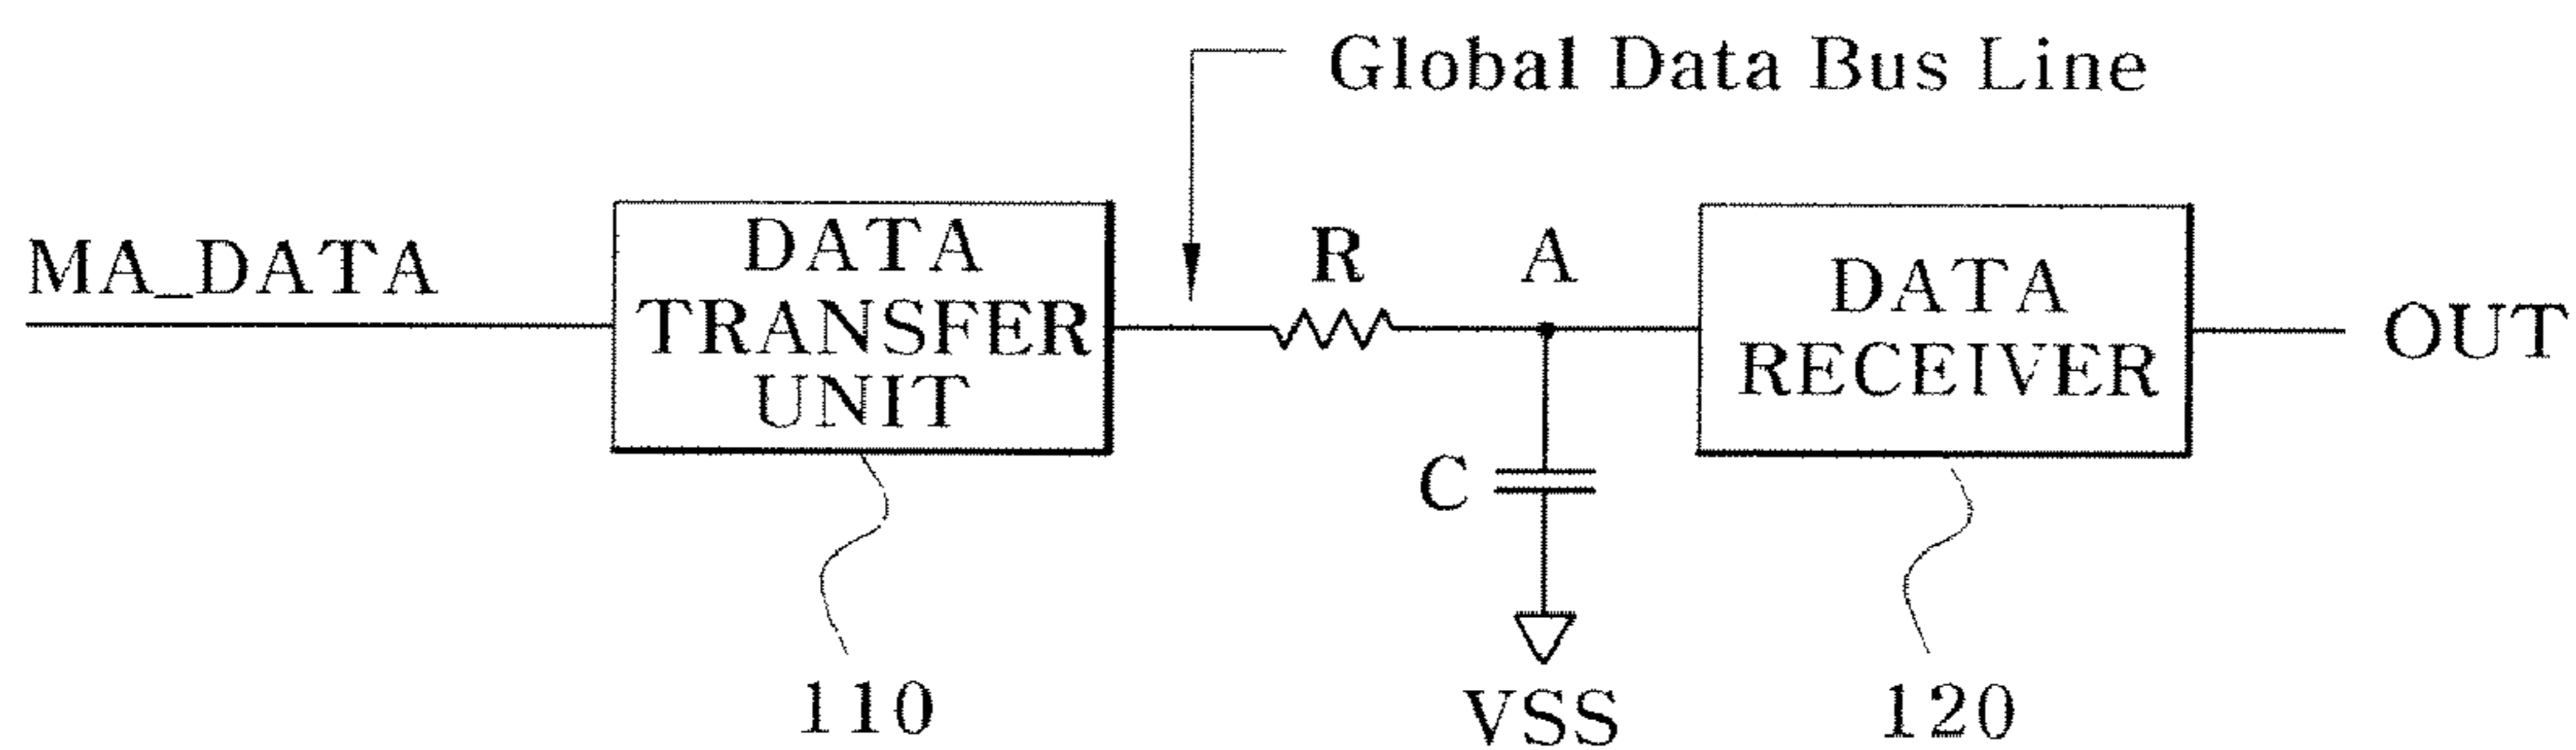 Global Data Bus Line
MA_DATA
DATA
TRANSFER
UNIT
R
A
DATA
RECEIVER
OUT
C
VSS
110
120